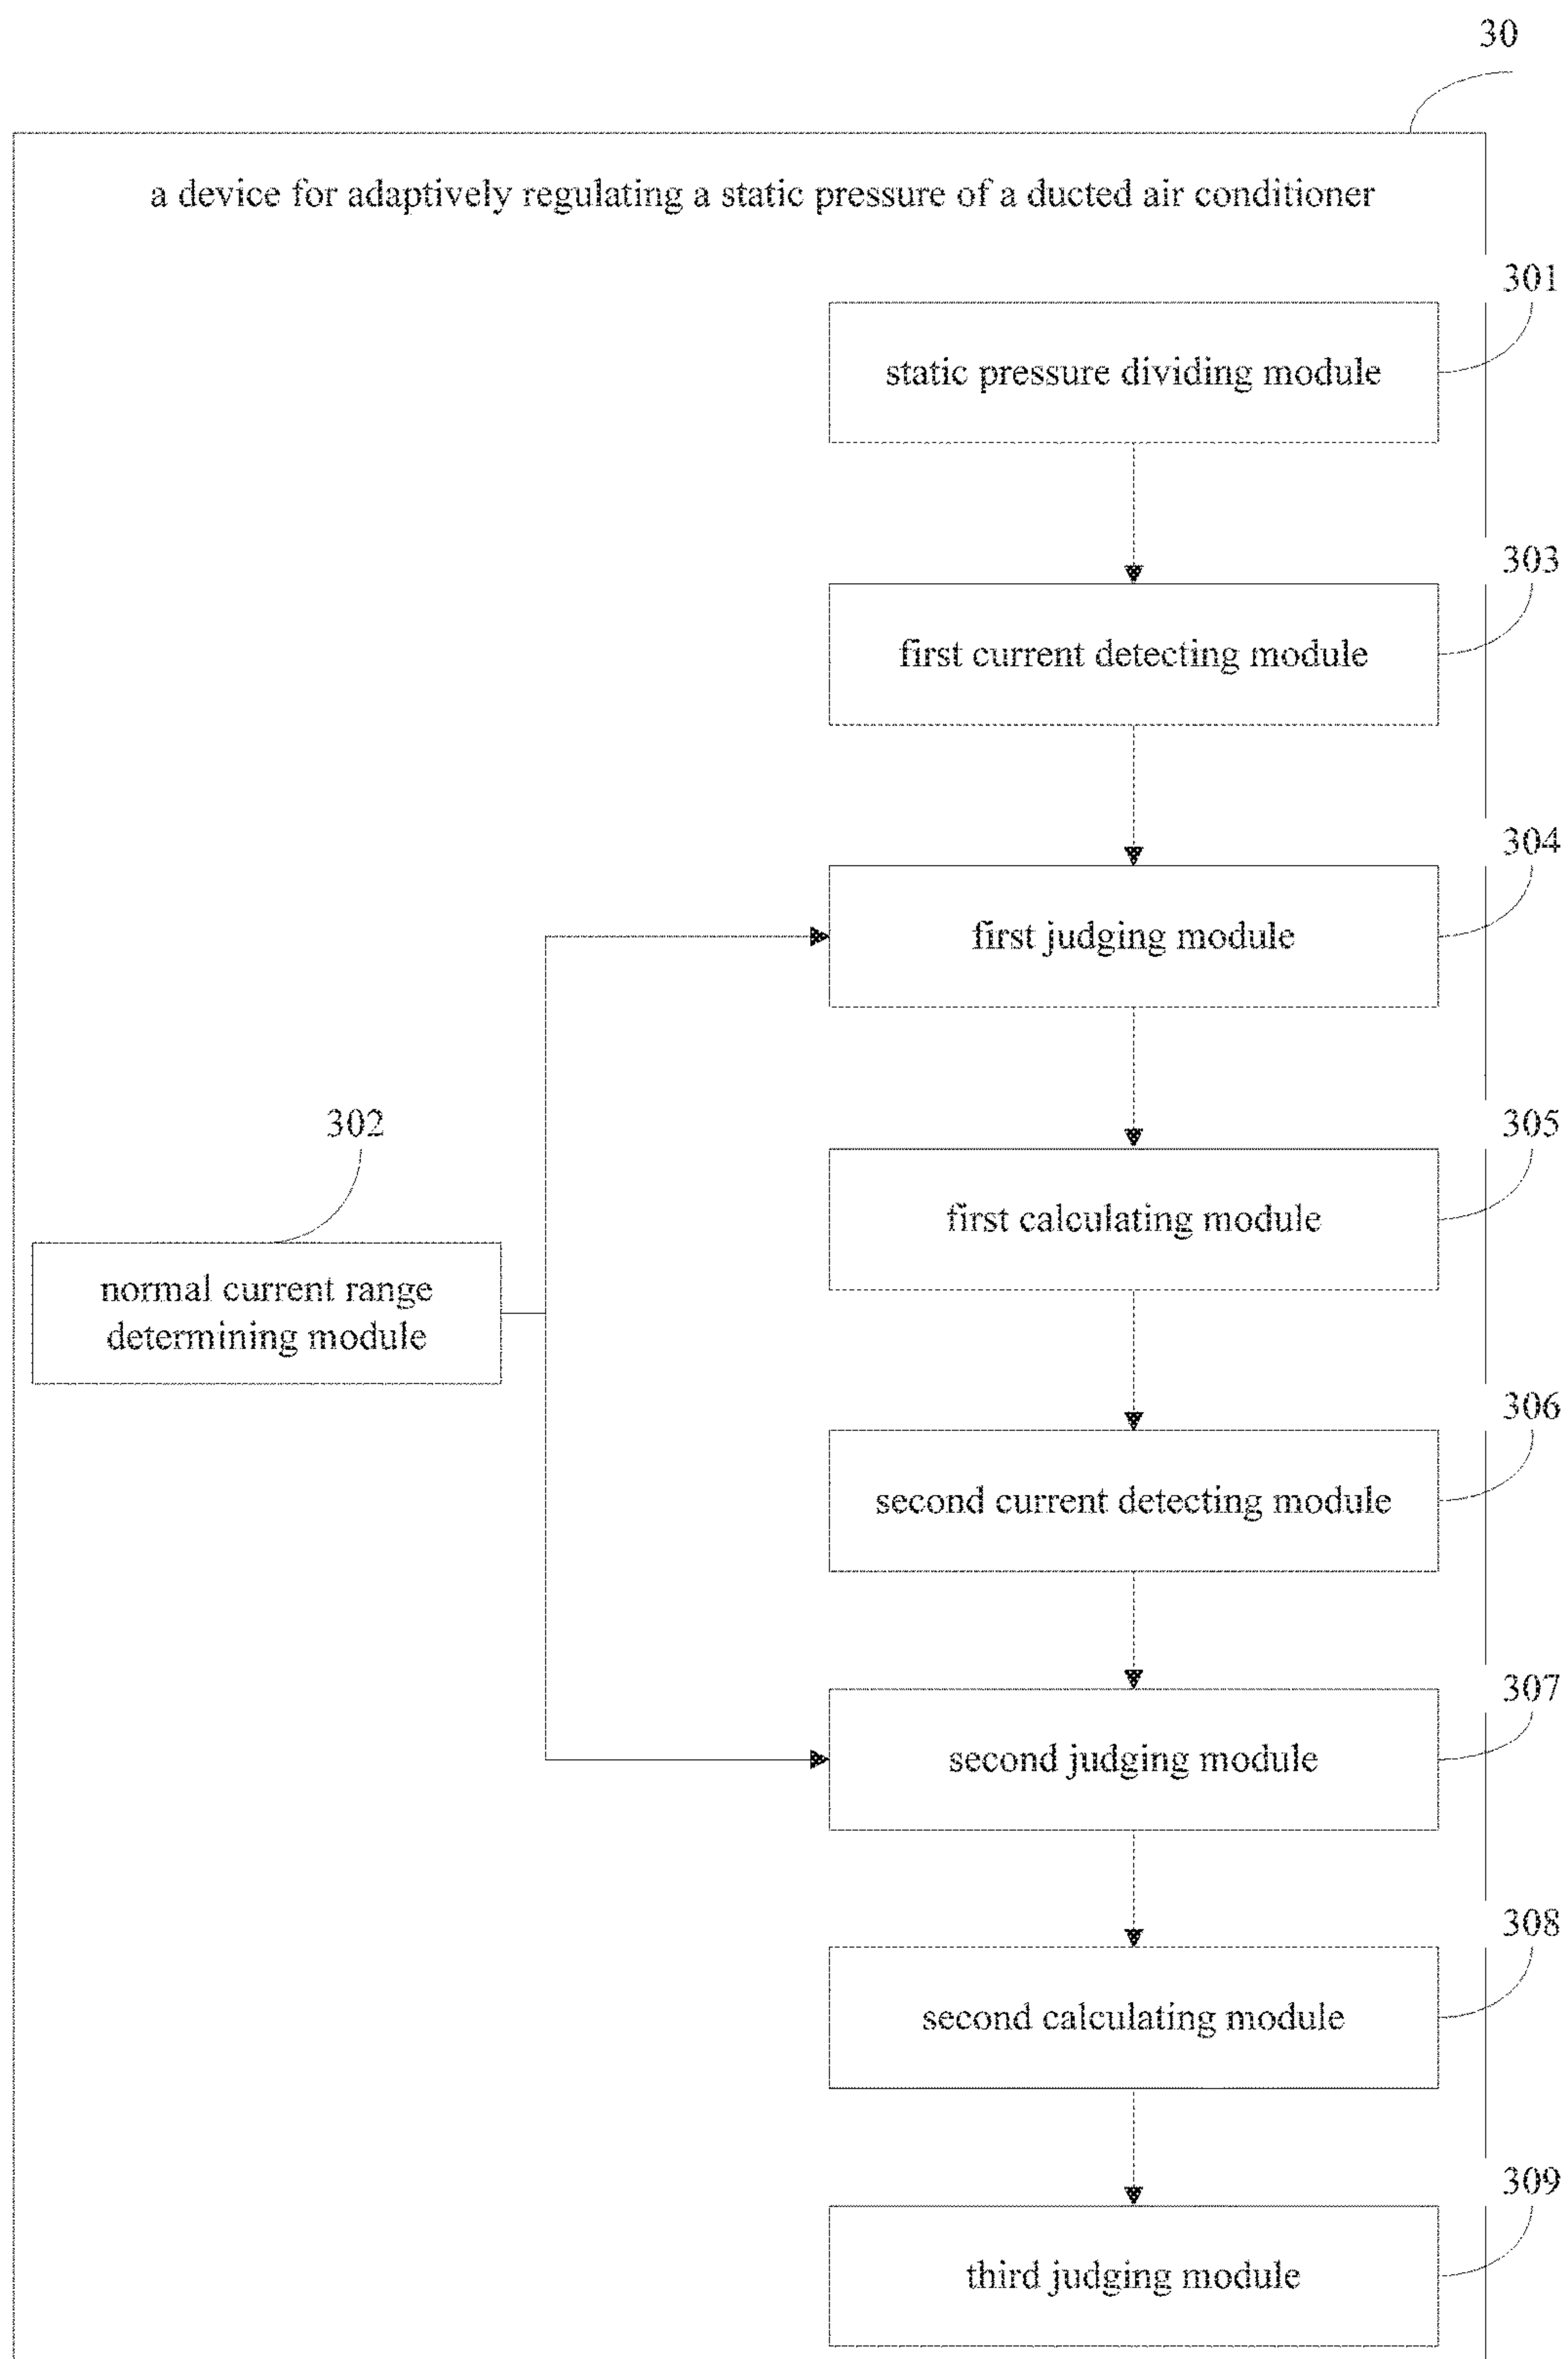 30
a device for adaptively regulating a static pressure of a ducted air conditioner
301
static pressure dividing module
303
first current detecting module
304
first judging module
302
305
first calculating module
normal current range
determining module
306
second current detecting module
307
second judging module
308
second calculating module
309
third judging module